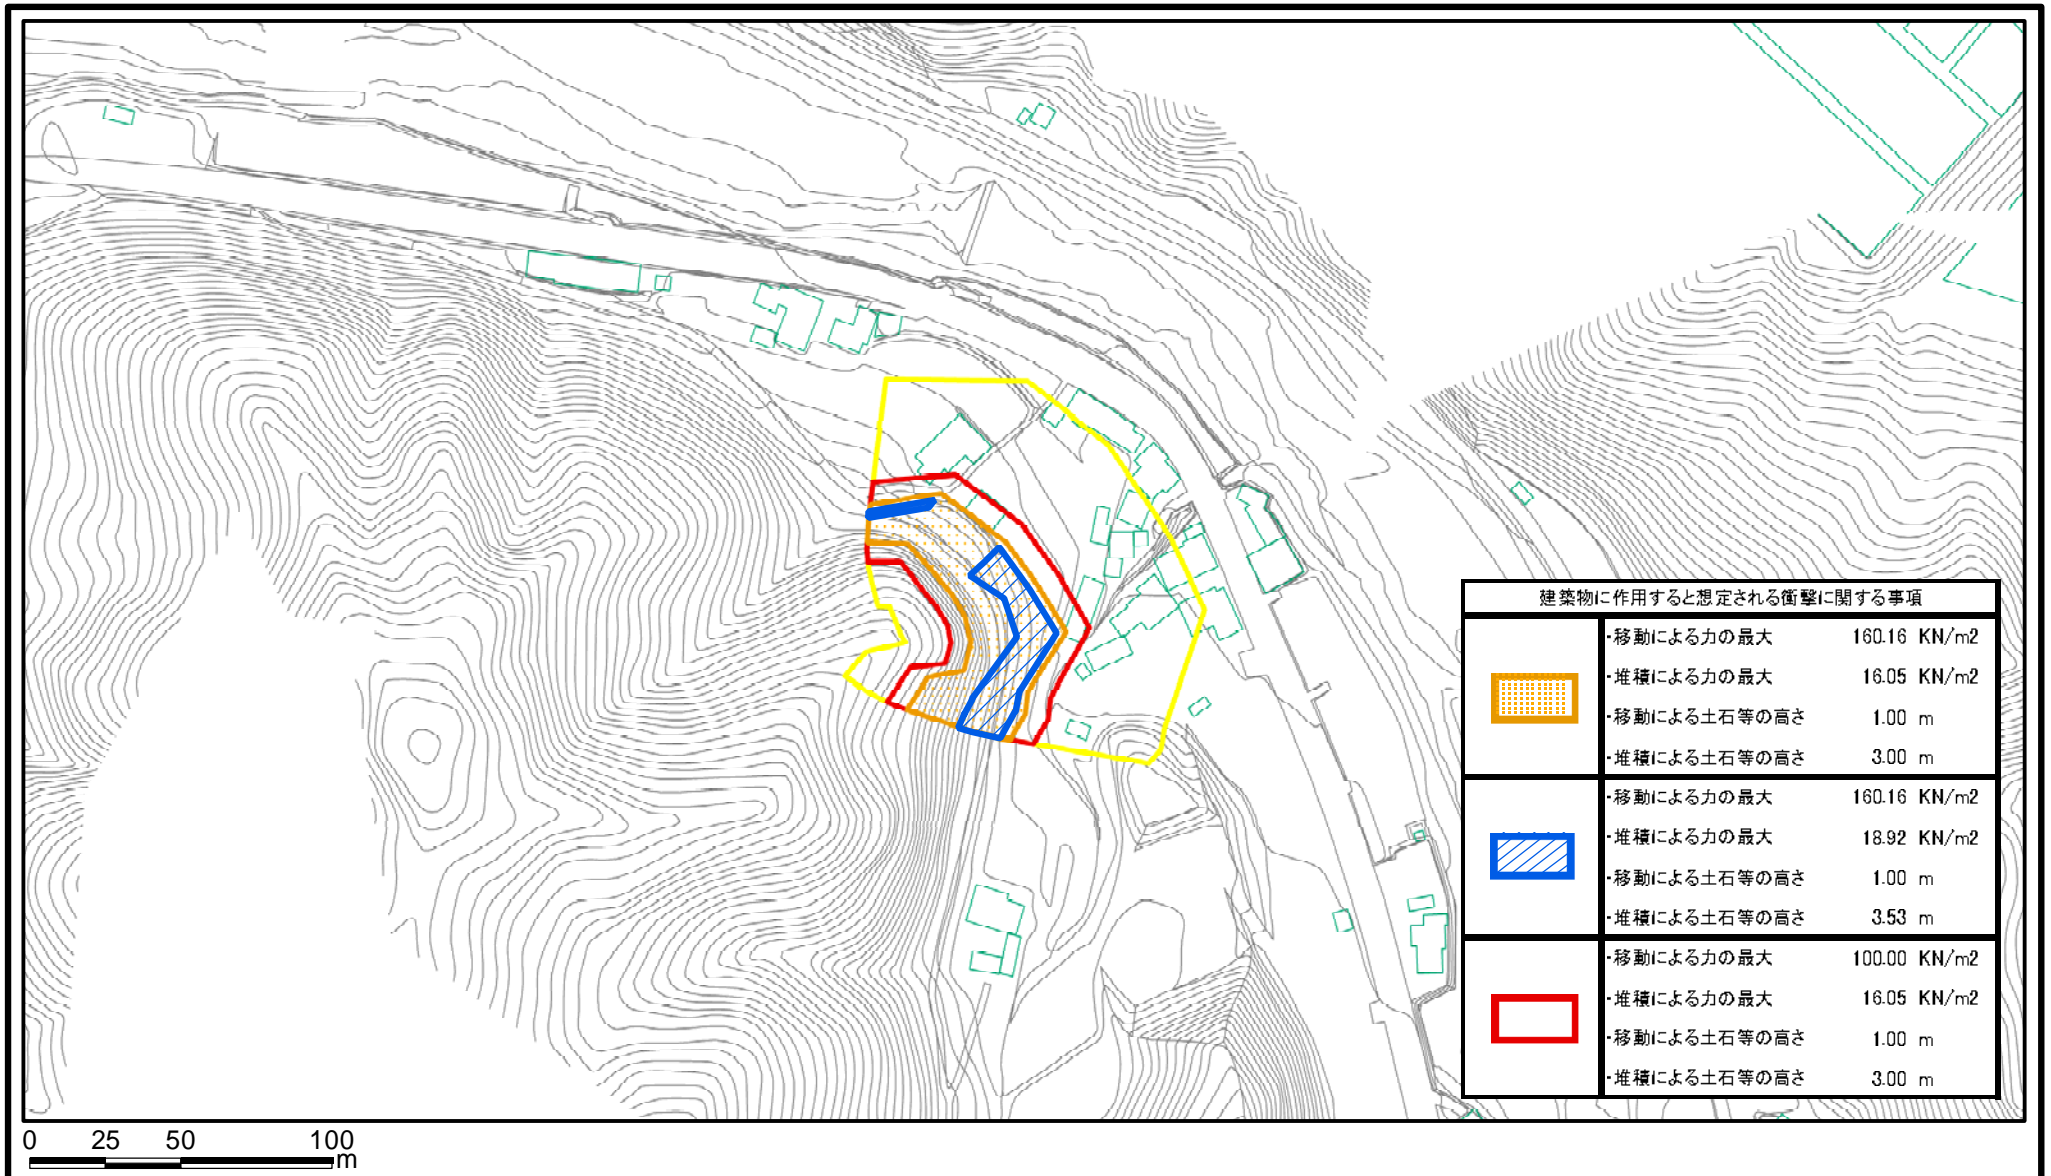 建築物に作用すると想定される衝撃に関する事項
・移動による力の最大 160.16 KN/m2
・堆積による力の最大 16.05 KN/m2
・移動による土石等の高さ 1.00 m
・堆積による土石等の高さ 3.00 m
・移動による力の最大 160.16 KN/m2
・堆積による力の最大 18.92 KN/m2
・移動による土石等の高さ 1.00 m
・堆積による土石等の高さ 3.53 m
・移動による力の最大 100.00 KN/m2
・堆積による力の最大 16.05 KN/m2
・移動による土石等の高さ 1.00 m
・堆積による土石等の高さ 3.00 m
0 25 50 100
m